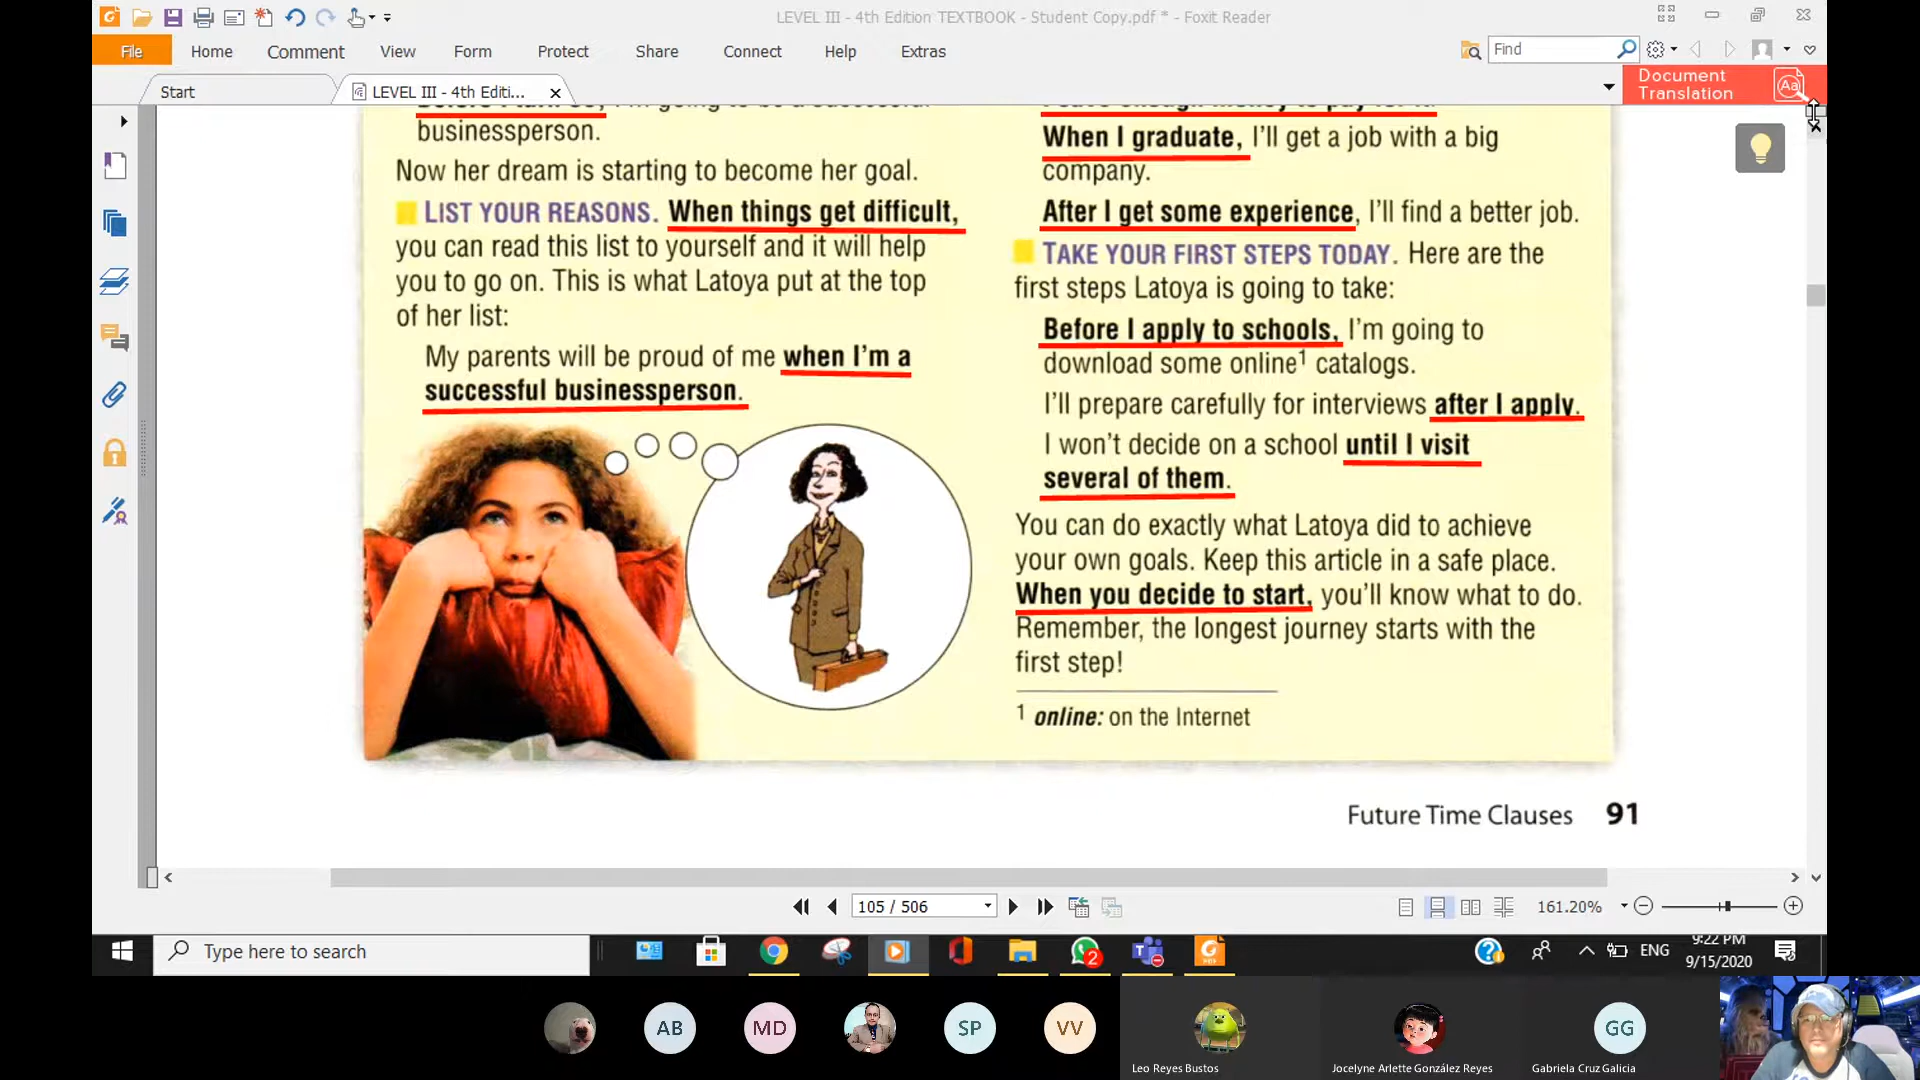 LEVEL III - 4th Edition TEXTBOOK - Student Copy.pdf * - Foxit Reader
File Home Comment View Form Protect Share Connect Help Extras
Find
Start
LEVEL III - 4th Editi...
Document
Translation
businessperson.
Now her dream is starting to become her goal.
LIST YOUR REASONS. When things get difficult,
you can read this list to yourself and it will help
you to go on. This is what Latoya put at the top
of her list:
My parents will be proud of me when I'm a
successful businessperson.
When I graduate, I'll get a job with a big
company.
After I get some experience, I'll find a better job.
TAKE YOUR FIRST STEPS TODAY. Here are the
first steps Latoya is going to take:
Before I apply to schools, I'm going to
download some online1 catalogs.
I'll prepare carefully for interviews after I apply.
I won't decide on a school until I visit
several of them.
You can do exactly what Latoya did to achieve
your own goals. Keep this article in a safe place.
When you decide to start, you'll know what to do.
Remember, the longest journey starts with the
first step!
1 online: on the Internet
Future Time Clauses 91
105 / 506
161.20%
Type here to search
2
ENG
9:22 PM
9/15/2020
AB
MD
SP
VV
GG
Leo Reyes Bustos
Jocelyne Arlette González Reyes
Gabriela Cruz Galicia